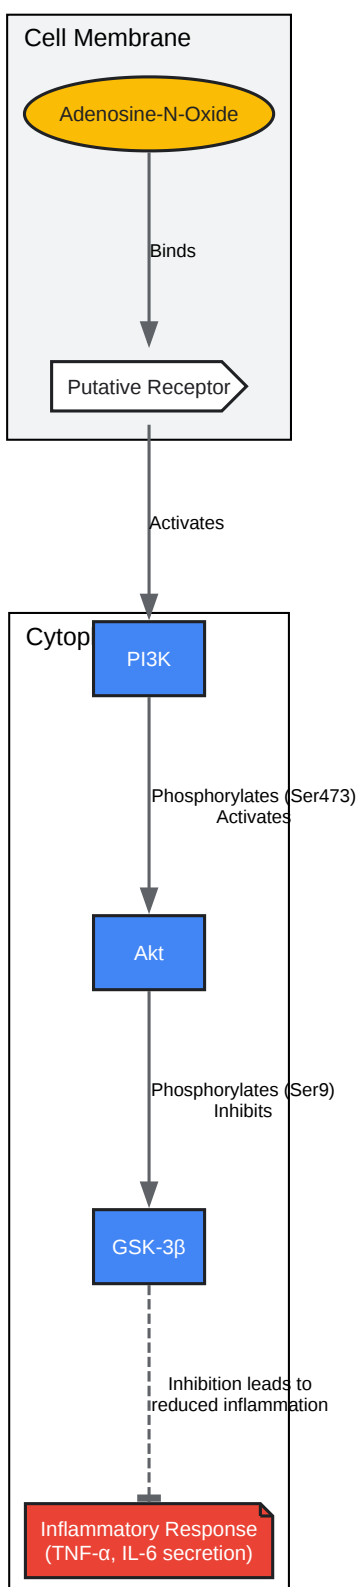 Cell Membrane
Adenosine-N-Oxide
Binds
Putative Receptor
Activates
Cytop
PI3K
Phosphorylates (Ser473)
Activates
Akt
Phosphorylates (Ser9)
Inhibits
GSK-3β
Inhibition leads to
reduced inflammation
Inflammatory Response
(TNF-α, IL-6 secretion)